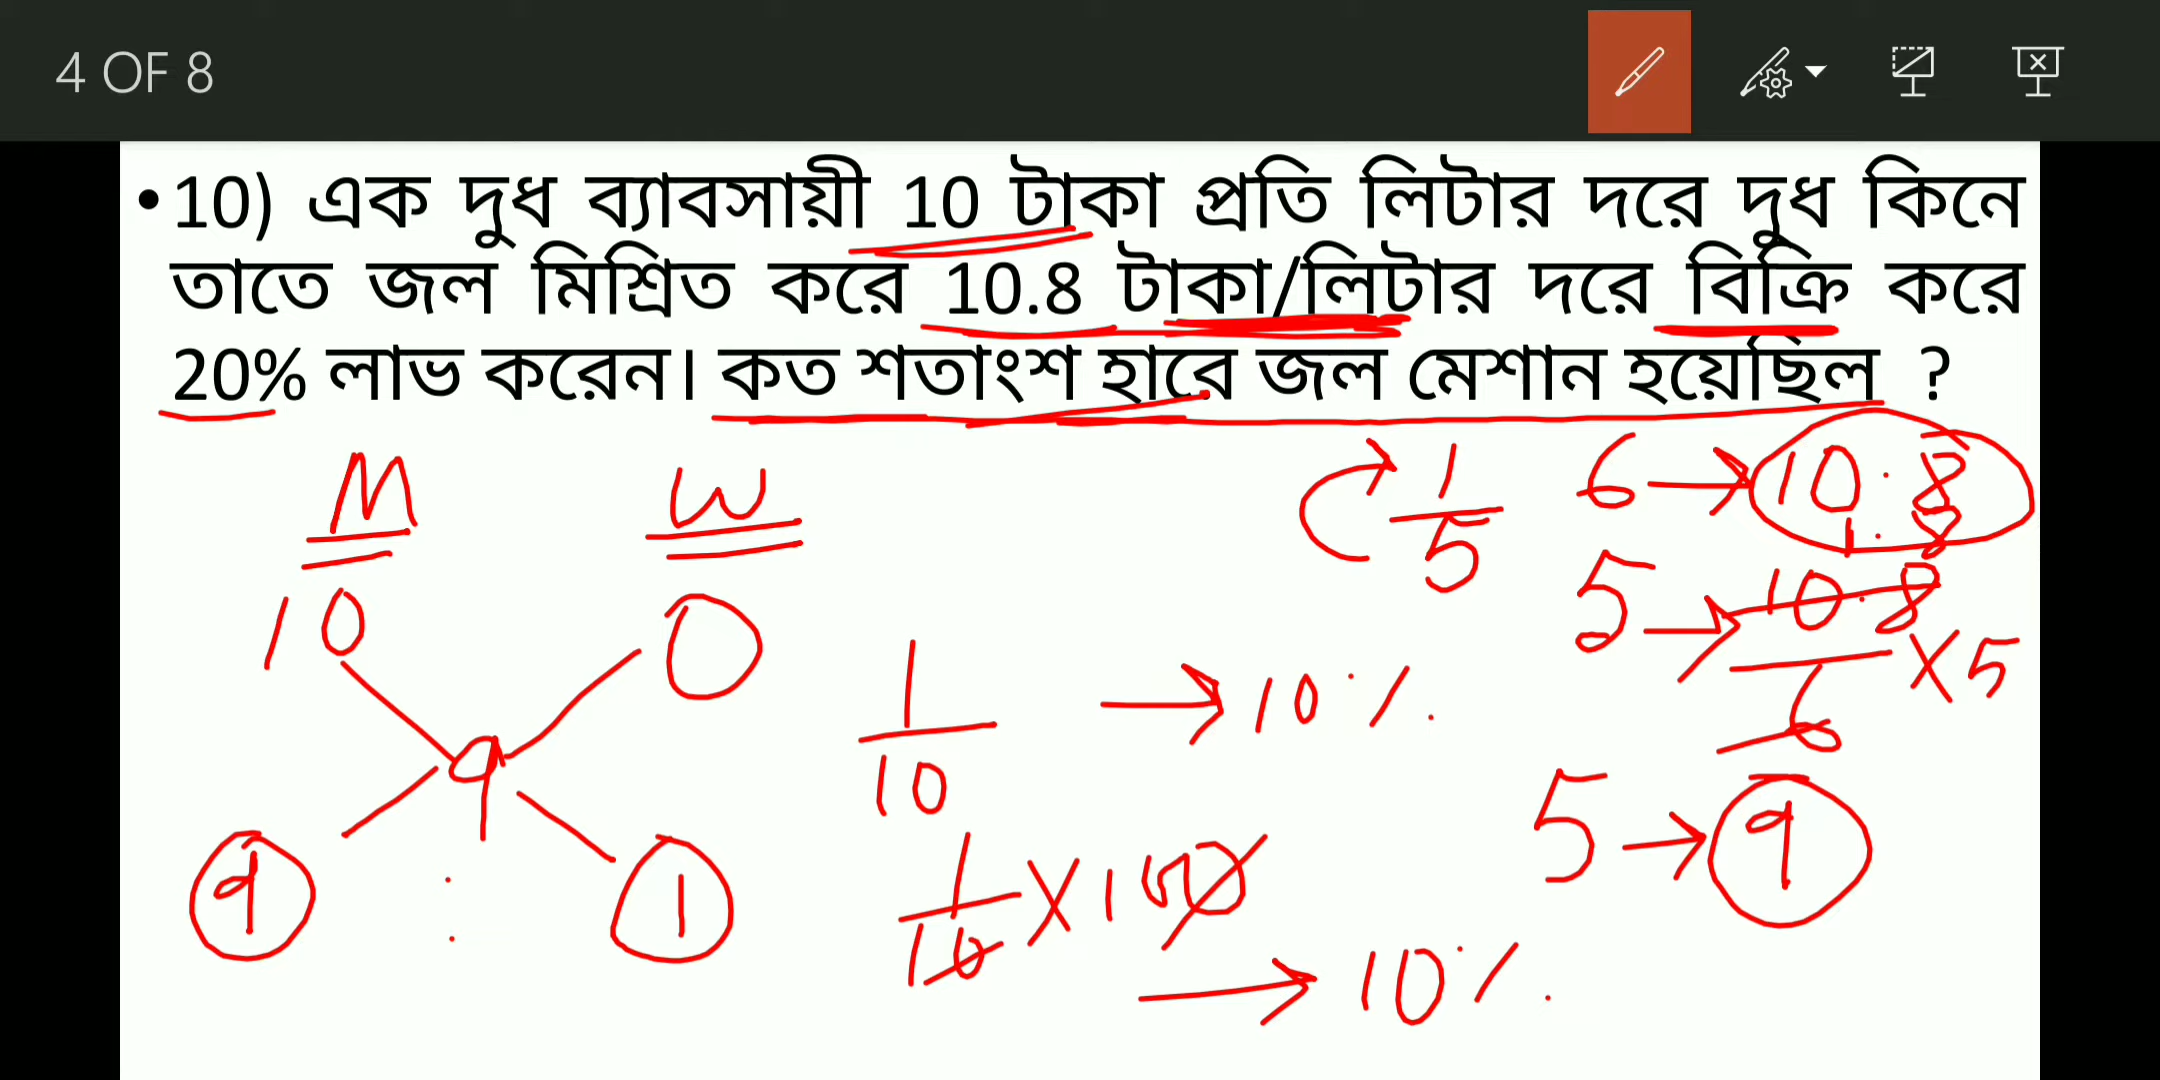 4 OF 8
•10) এক দুধ ব্যাবসায়ী 10 টাকা প্রতি লিটার দরে দুধ কিনে
তাতে জল মিশ্রিত করে 10.8 টাকা/লিটার দরে বিক্রি করে
20% লাভ করেন। কত শতাংশ হারে জল মেশান হয়েছিল ?
M W 1/5 6 → 10.8
1.8
10 0 5 → 10.8/6 × 5
1/10 → 10%.
9
5 → 9
9 : 1 1/10 × 100
→ 10%.